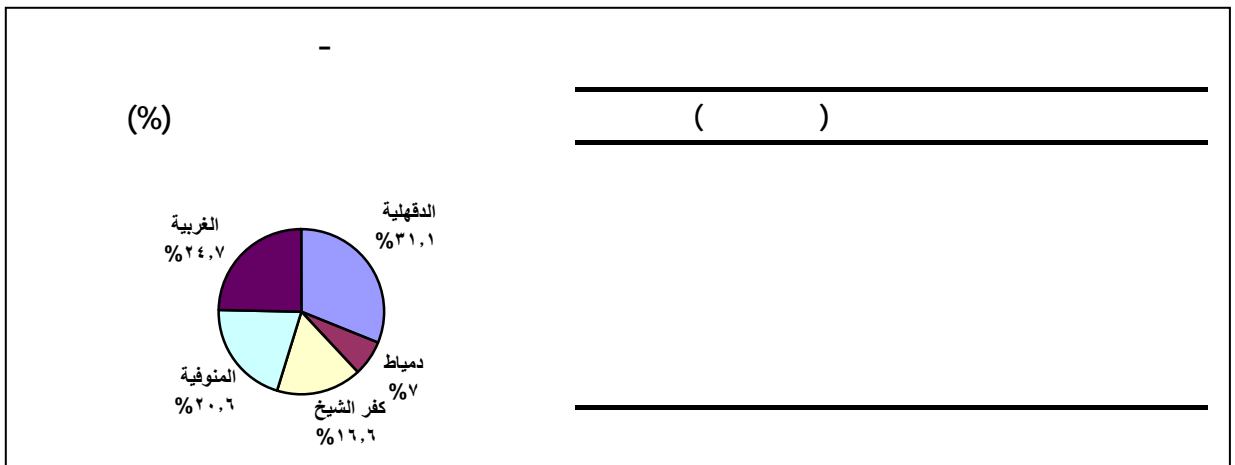 -
( )
(%)
الدقهلية
%٣١,١
الغربية
%٢٤,٧
دمياط
%٧
المنوفية
%٢٠,٦
كفر الشيخ
%١٦,٦